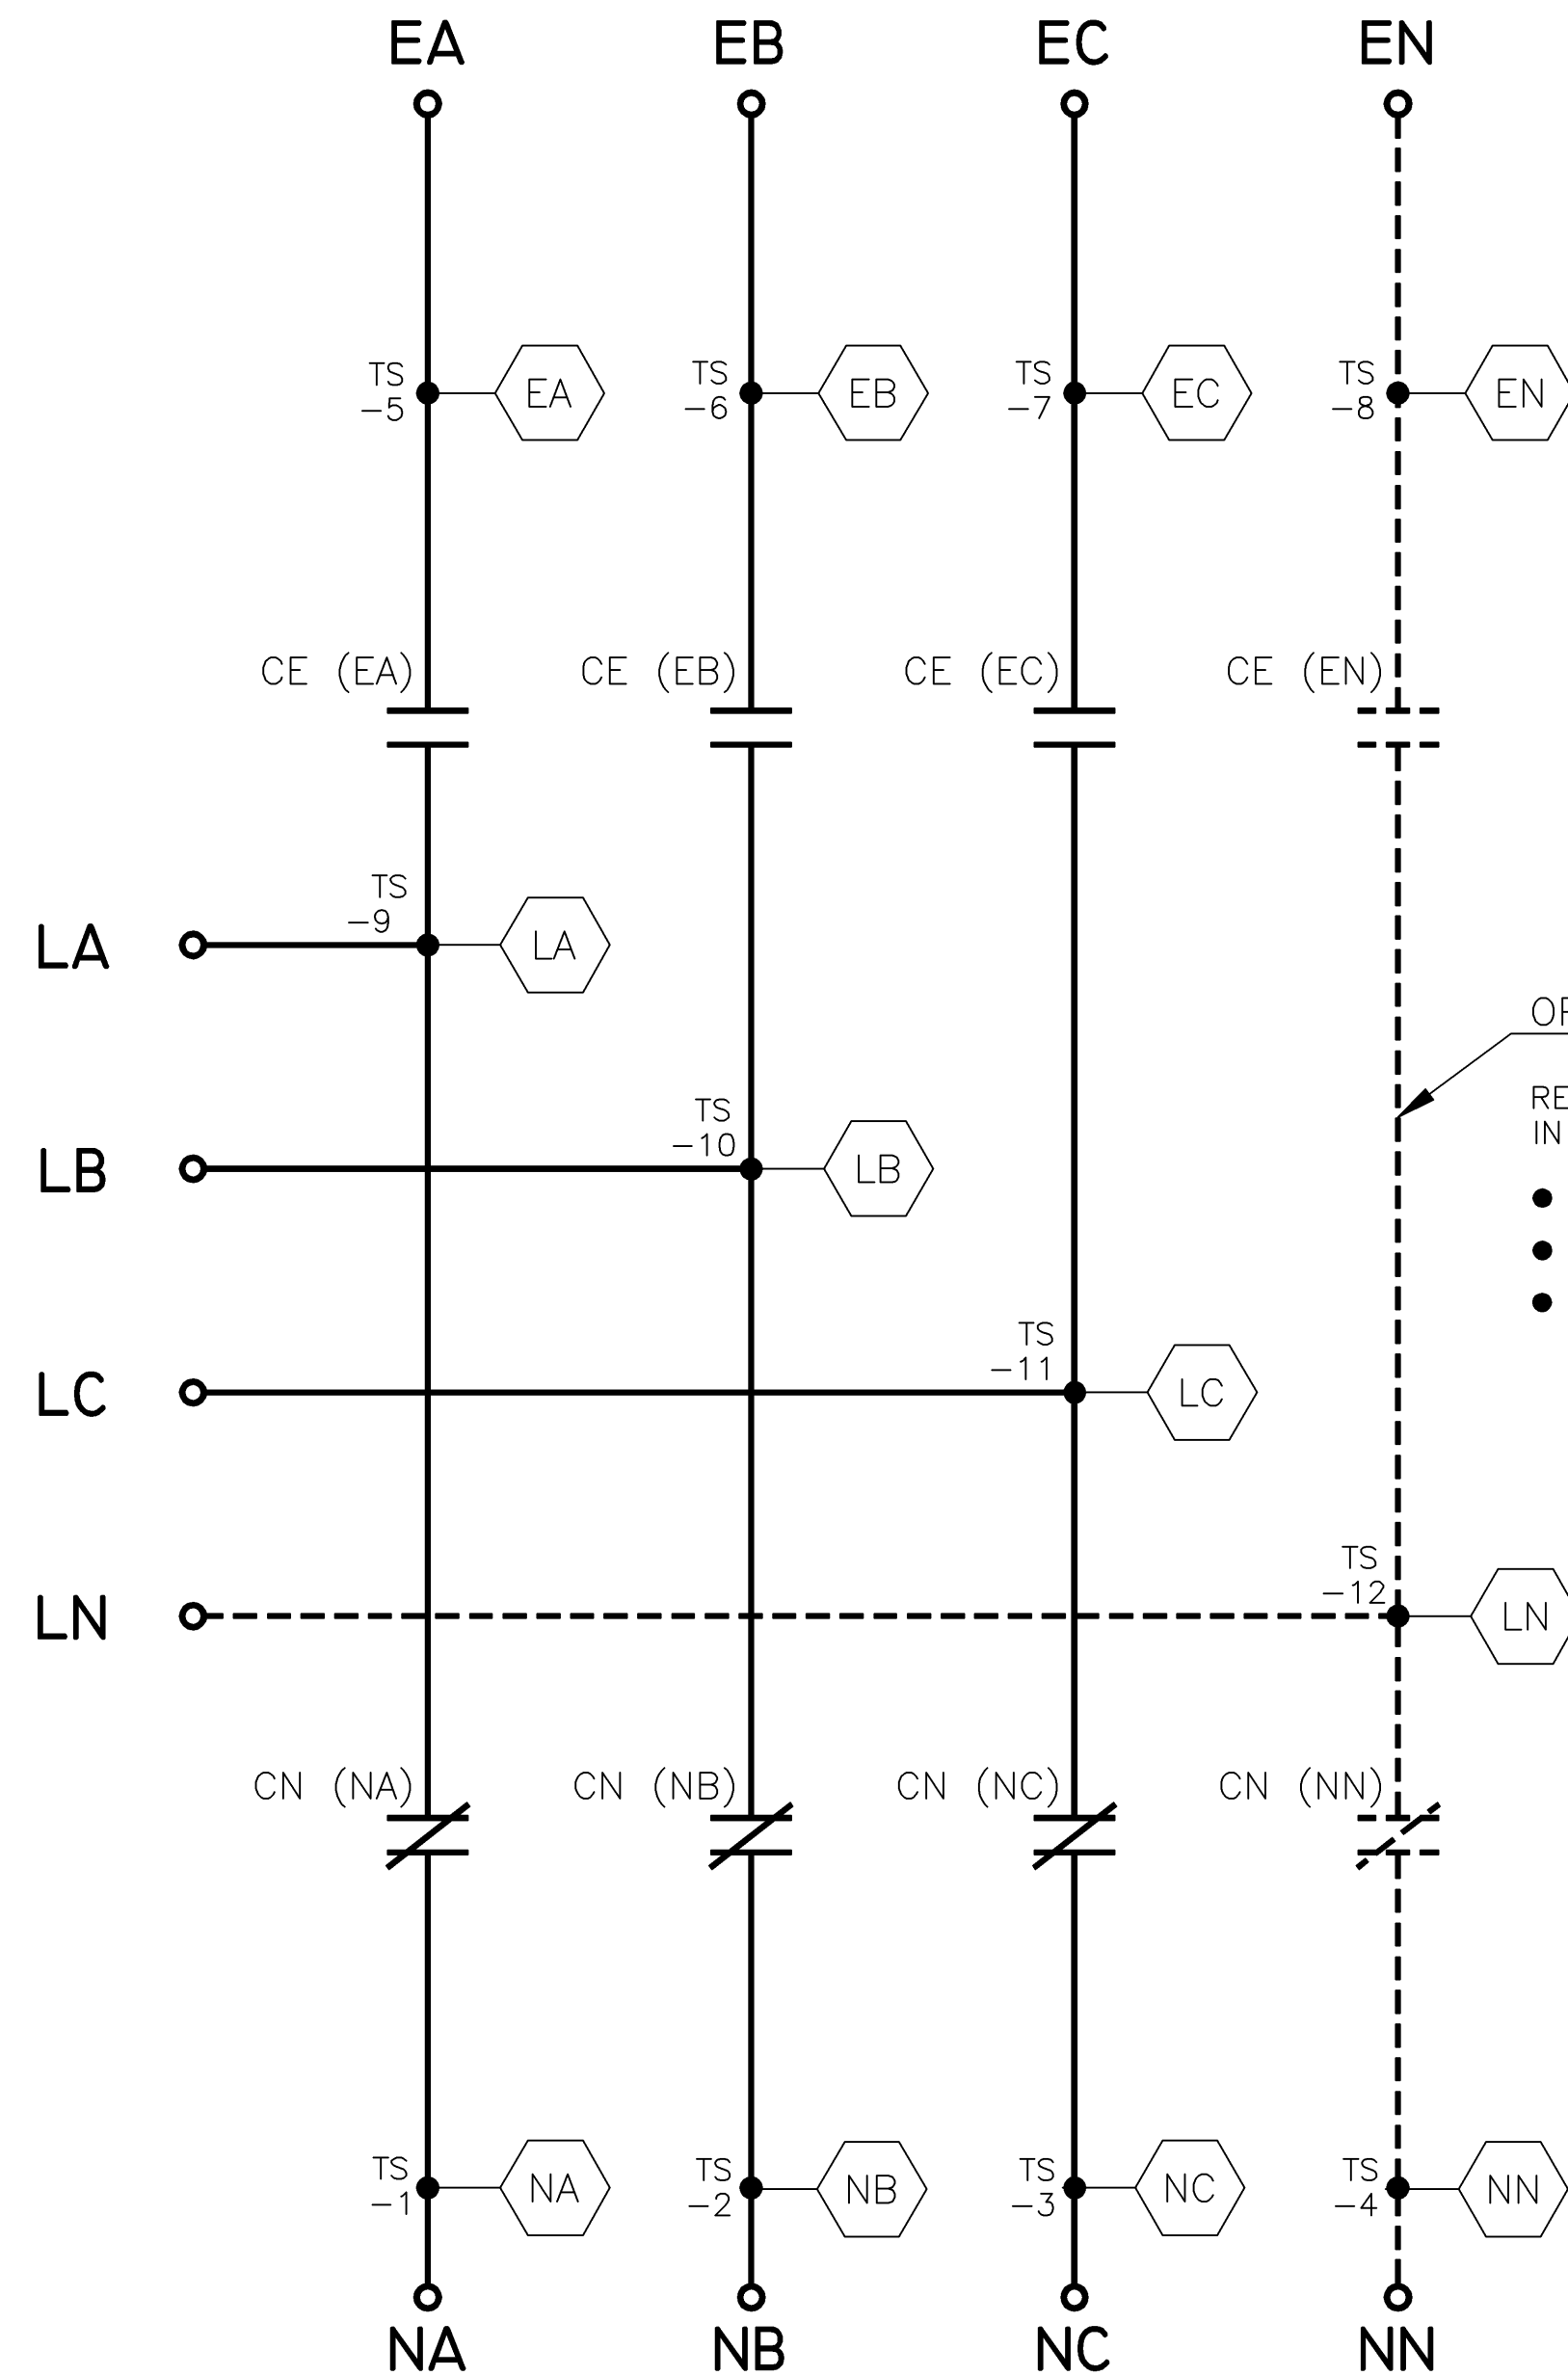 EA EB EC EN
TS TS TS TS
-5 EA -6 EB -7 EC -8 EN
CE (EA) CE (EB) CE (EC) CE (EN)
TS
-9
LA LA
RE
IN
TS
-10
LB LB
TS
-11
LC LC
TS
-12
LN LN
CN (NA) CN (NB) CN (NC) CN (NN)
TS TS TS TS
-1 NA -2 NB -3 NC -4 NN
NA NB NC NN